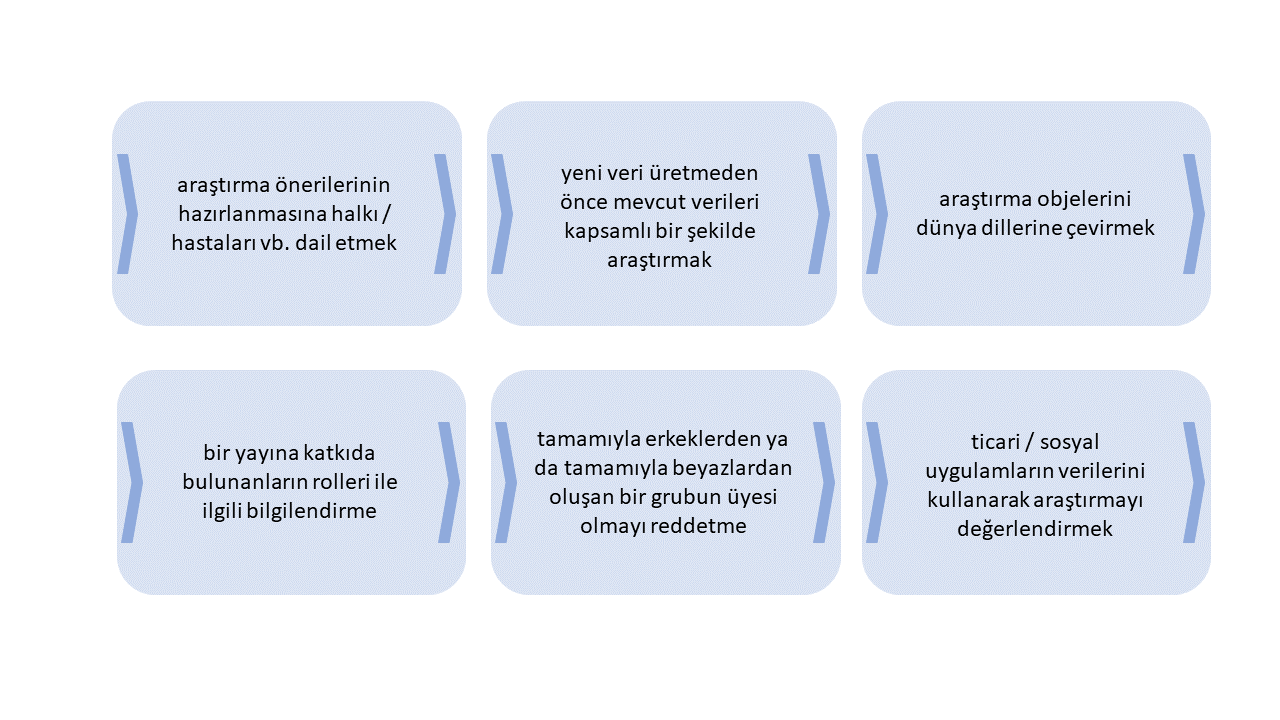 araştırma önerilerinin
hazırlanmasına halkı /
hastaları vb. dail etmek
yeni veri üretmeden
önce mevcut verileri
kapsamlı bir şekilde
araştırmak
araştırma objelerini
dünya dillerine çevirmek
bir yayına katkıda
bulunanların rolleri ile
ilgili bilgilendirme
tamamıyla erkeklerden ya
da tamamıyla beyazlardan
oluşan bir grubun üyesi
olmayı reddetme
ticari / sosyal
uygulamların verilerini
kullanarak araştırmayı
değerlendirmek